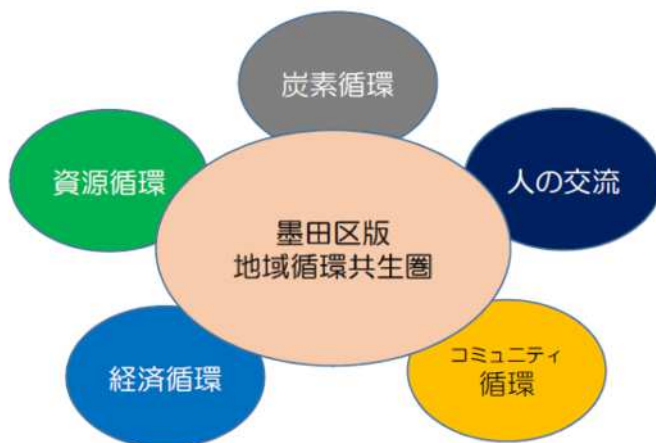 炭素循環
資源循環
人の交流
墨田区版
地域循環共生圏
経済循環
コミュニティ
循環